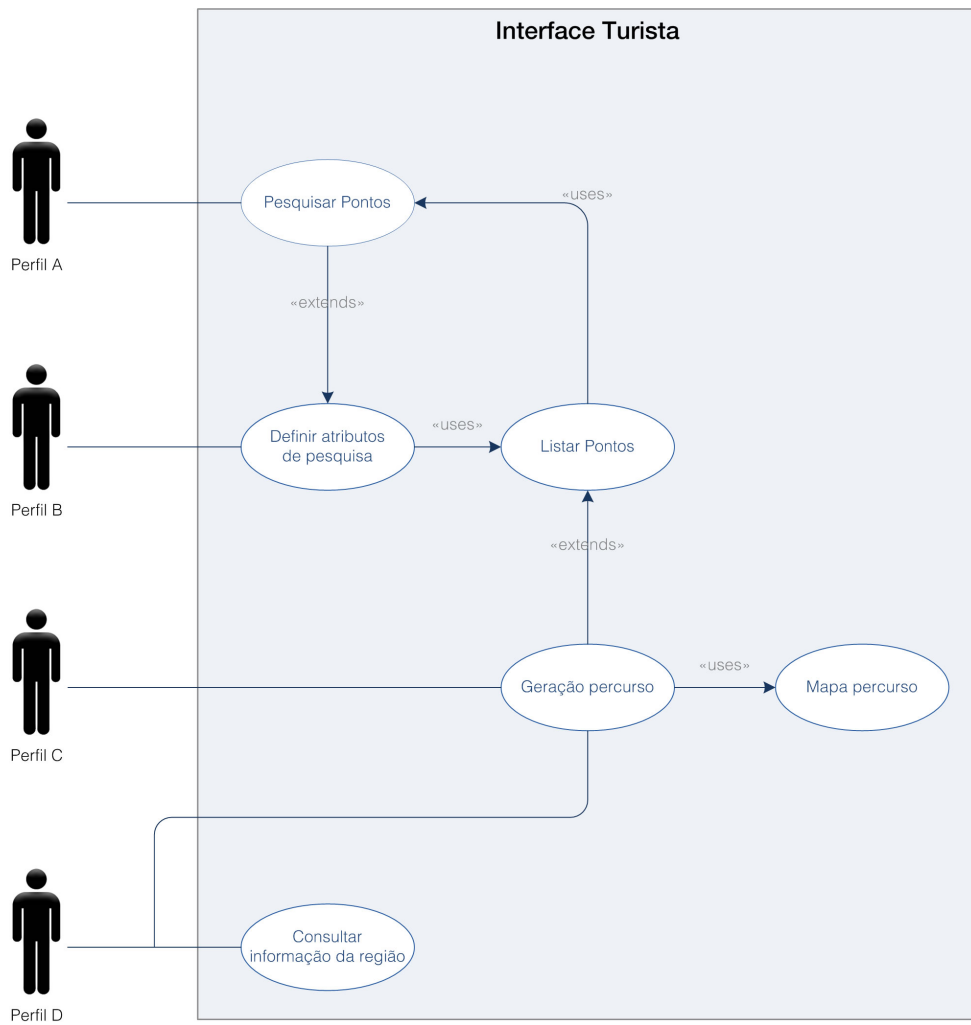 Interface Turista
Pesquisar Pontos
«uses»
Perfil A
«extends»
Definir atributos
de pesquisa
«uses»
Listar Pontos
Perfil B
«extends»
Geração percurso
«uses»
Mapa percurso
Perfil C
Consultar
informação da região
Perfil D